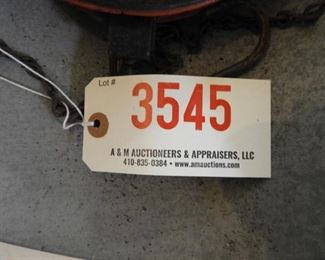 Lot #
3545
A & M AUCTIONEERS & APPRAISERS, LLC
410-835-0384 • www.amauctions.com